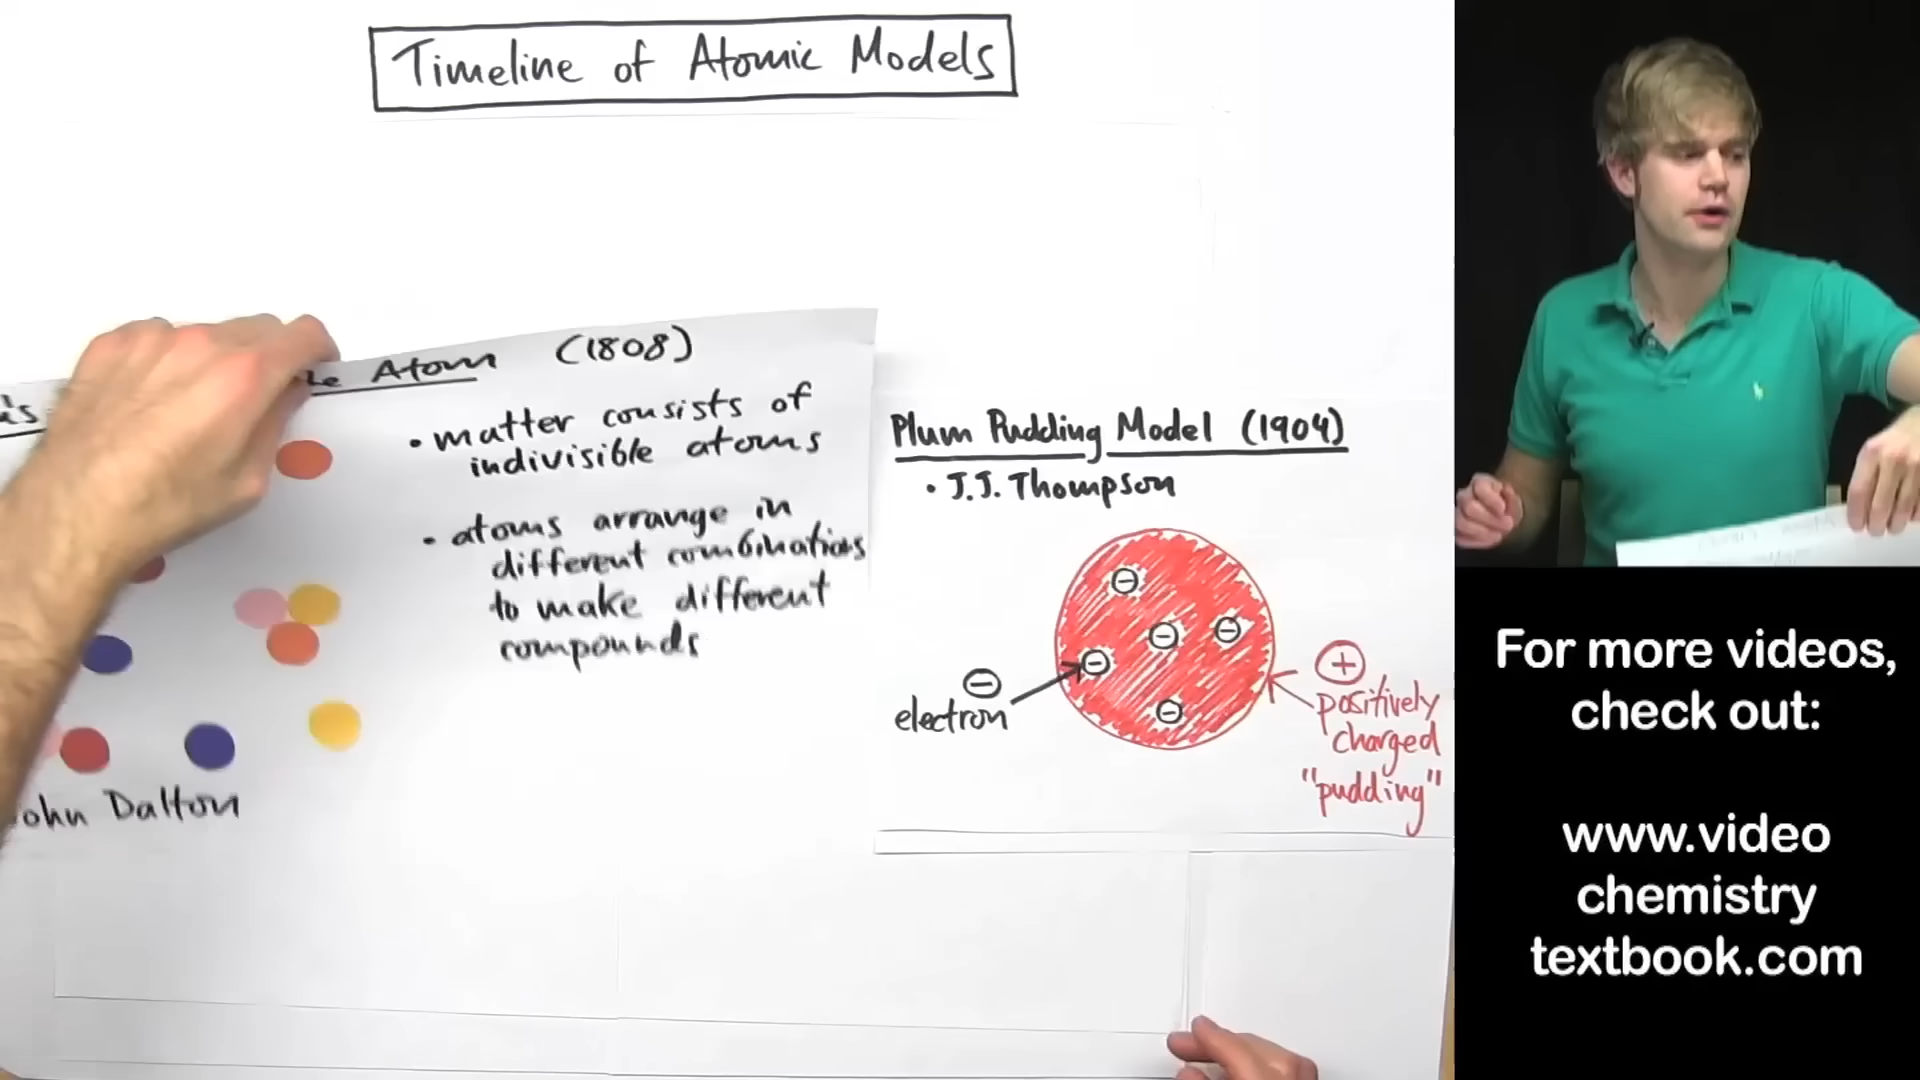 Timeline of Atomic Models
Atom (1808)
• matter consists of
indivisible atoms
• atoms arrange in
different combinations
to make different
compounds
ohn Dalton
Plum Pudding Model (1904)
• J.J. Thompson
electron
positively
charged
"pudding"
For more videos,
check out:
www.video
chemistry
textbook.com